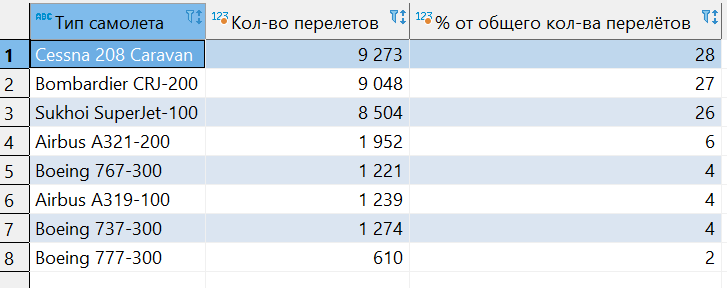 ABC Тип самолета 123 Кол-во перелетов 123 % от общего кол-ва перелётов
1 Cessna 208 Caravan 9 273 28
2 Bombardier CRJ-200 9 048 27
3 Sukhoi SuperJet-100 8 504 26
4 Airbus A321-200 1 952 6
5 Boeing 767-300 1 221 4
6 Airbus A319-100 1 239 4
7 Boeing 737-300 1 274 4
8 Boeing 777-300 610 2